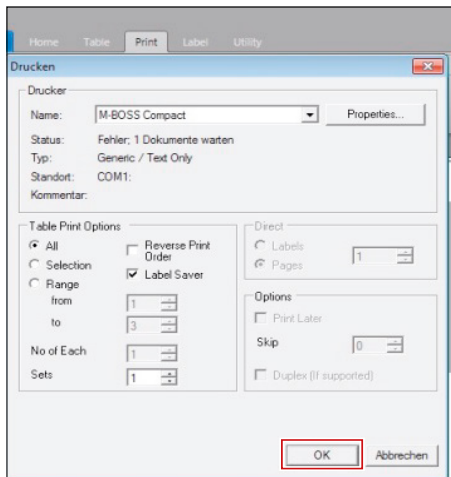 Home Table Print Label Utility
Drucken
Drucker
Name: M-BOSS Compact Properties...
Status: Fehler; 1 Dokumente warten
Typ: Generic / Text Only
Standort: COM1:
Kommentar:
Table Print Options
All
Selection
Range
from 1
to 3
No of Each 1
Sets 1
Reverse Print
Order
Label Saver
Direct
Labels
Pages
1
Options
Print Later
Skip 0
Duplex (If supported)
OK Abbrechen